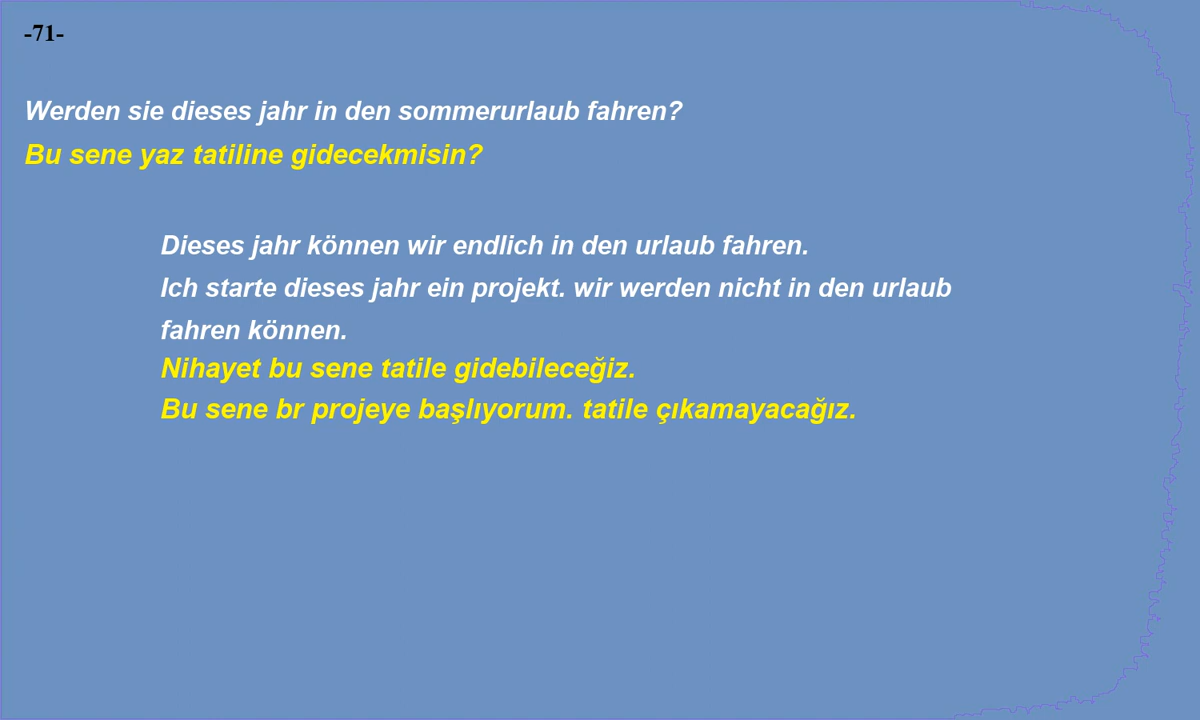 -71-
Werden sie dieses jahr in den sommerurlaub fahren?
Bu sene yaz tatiline gidecekmisin?
Dieses jahr können wir endlich in den urlaub fahren.
Ich starte dieses jahr ein projekt. wir werden nicht in den urlaub
fahren können.
Nihayet bu sene tatile gidebileceğiz.
Bu sene br projeye başlıyorum. tatile çıkamayacağız.